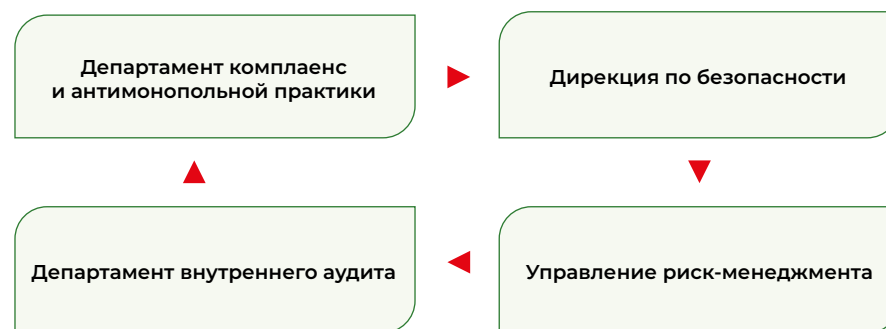 Департамент комплаенс
и антимонопольной практики
Дирекция по безопасности
Департамент внутреннего аудита
Управление риск-менеджмента